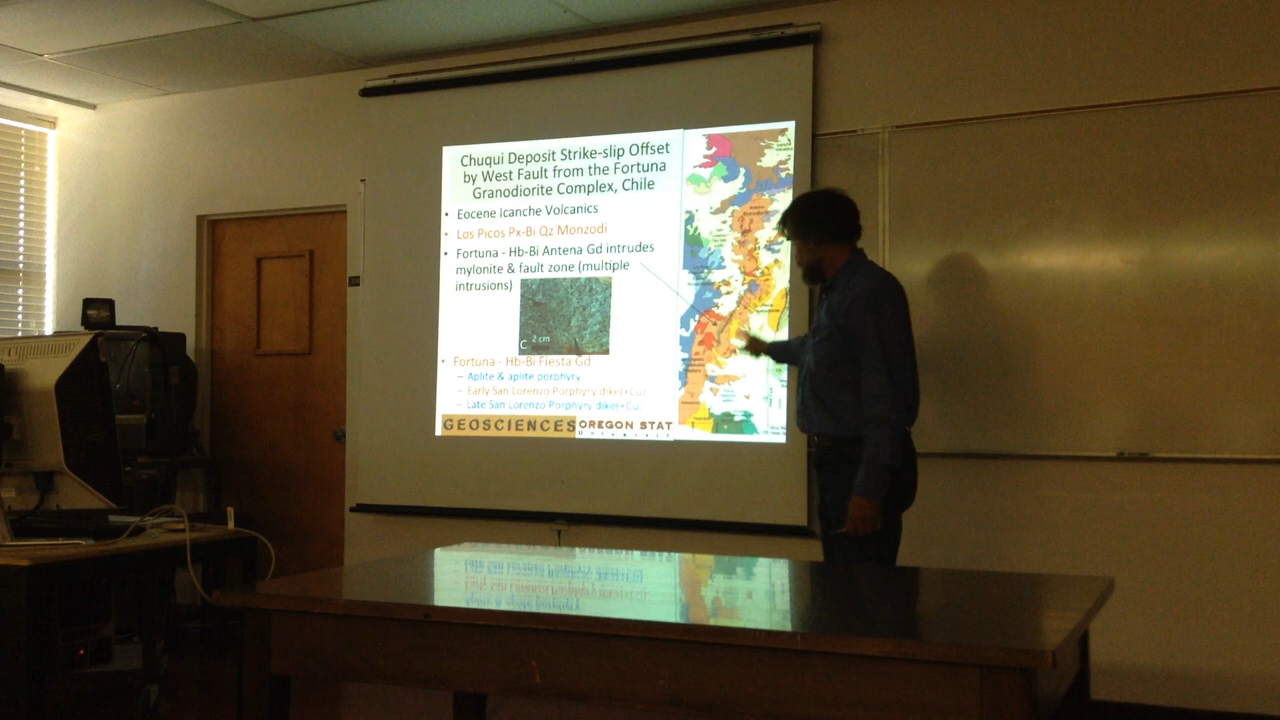 Chuqui Deposit Strike-slip Offset
by West Fault from the Fortuna
Granodiorite Complex, Chile
• Eocene Icanche Volcanics
• Los Picos Px-Bi Qz Monzodi
• Fortuna - Hb-Bi Antena Gd intrudes
mylonite & fault zone (multiple
intrusions)
C 2 cm
• Fortuna - Hb-Bi Fiesta Gd
– Aplite & aplite porphyry
– Early San Lorenzo Porphyry dike(+Cu)
– Late San Lorenzo Porphyry dike(+Cu)
GEOSCIENCES OREGON STAT
University